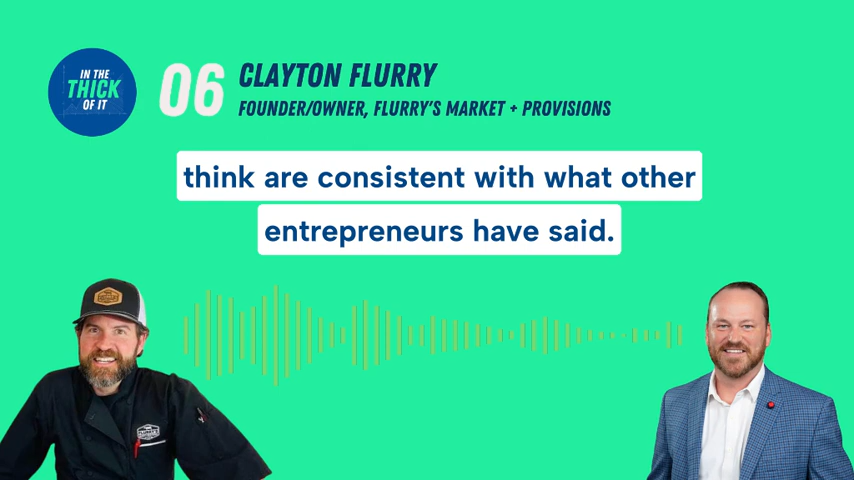 IN THE
THICK
OF IT
06
CLAYTON FLURRY
FOUNDER/OWNER, FLURRY'S MARKET + PROVISIONS
think are consistent with what other
entrepreneurs have said.